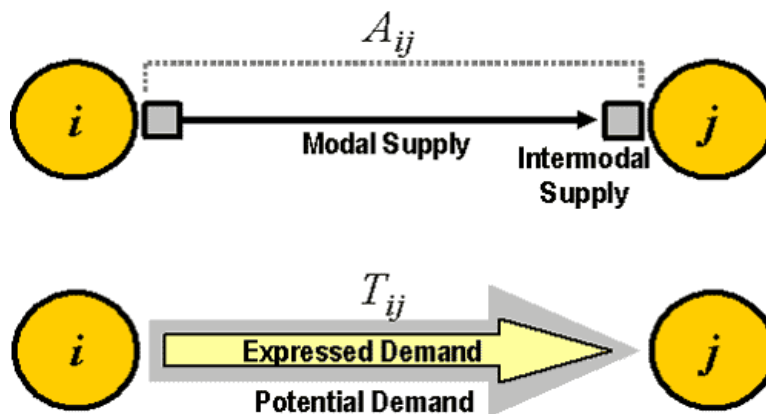 A_ij
i
Modal Supply
Intermodal
Supply
j
T_ij
i
Expressed Demand
j
Potential Demand